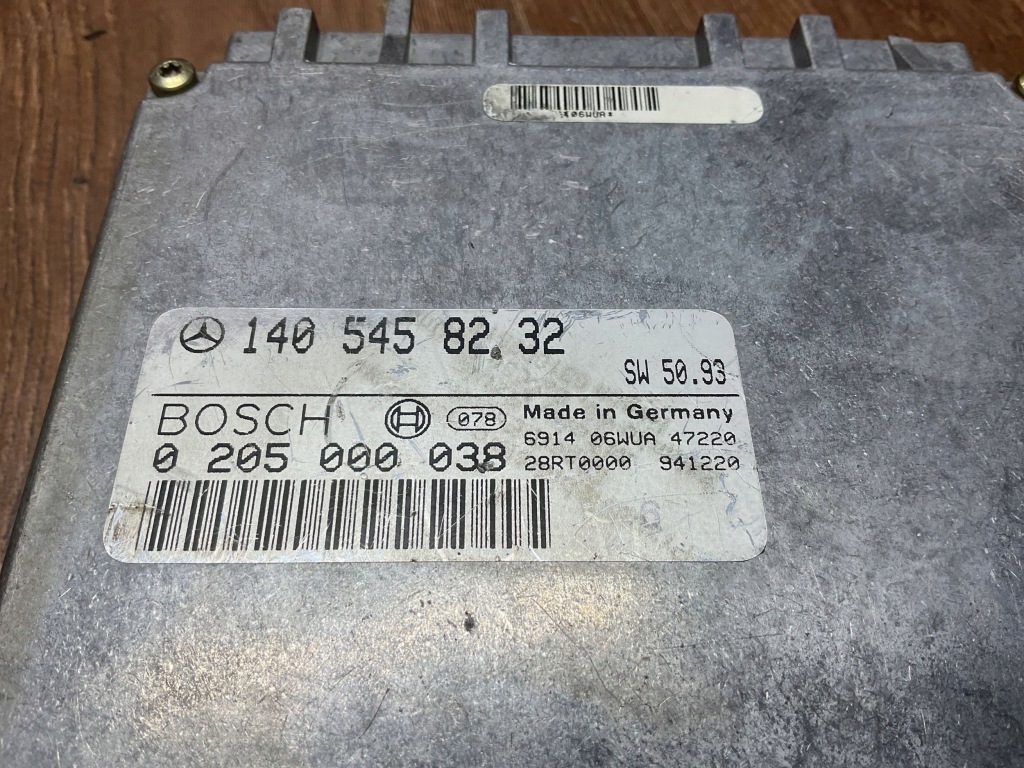 *06WUA*
140 545 82 32
SW 50.93
BOSCH 078 Made in Germany
6914 06WUA 47220
0 205 000 038 28RT0000 941220